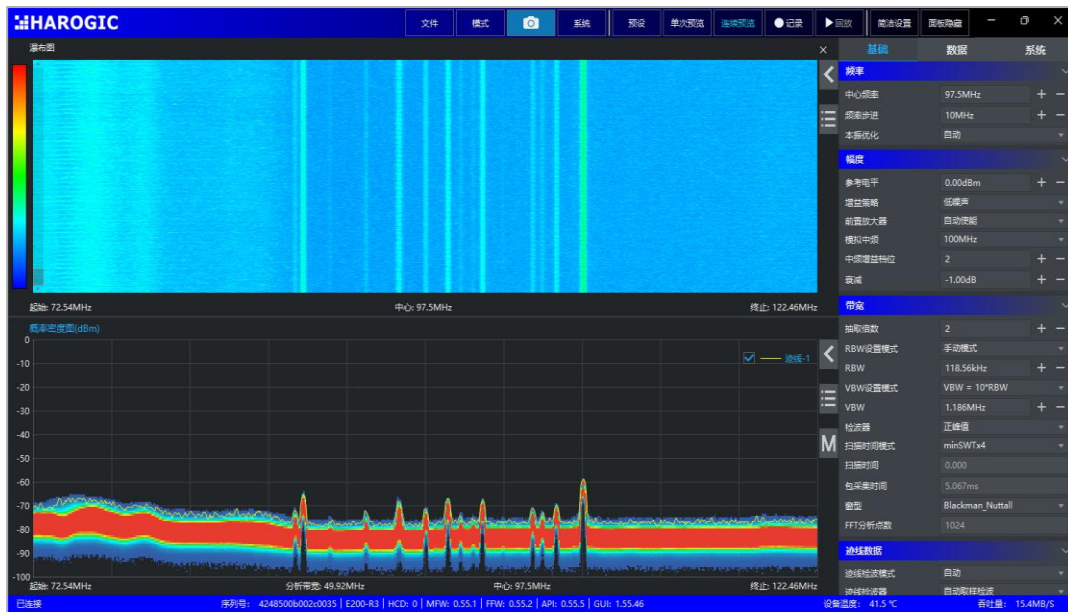 HAROGIC
文件 模式 系统 预设 单次预览 连续预览 记录 回放 简洁设置 面板隐藏
瀑布图
起始: 72.54MHz 中心: 97.5MHz 终止: 122.46MHz
概率密度图(dBm)
迹线-1
0
-10
-20
-30
-40
-50
-60
-70
-80
-90
-100
M
起始: 72.54MHz 分析带宽: 49.92MHz 中心: 97.5MHz 终止: 122.46MHz
基础 数据 系统
频率
中心频率 97.5MHz
频率步进 10MHz
本振优化 自动
幅度
参考电平 0.00dBm
增益策略 低噪声
前置放大器 自动使能
模拟中频 100MHz
中频增益档位 2
衰减 -1.00dB
带宽
抽取倍数 2
RBW设置模式 手动模式
RBW 118.56kHz
VBW设置模式 VBW = 10*RBW
VBW 1.186MHz
检波器 正峰值
扫描时间模式 minSWTx4
扫描时间 0.000
包采集时间 5.067ms
窗型 Blackman_Nuttall
FFT分析点数 1024
迹线数据
迹线检波模式 自动
迹线检波器 自动取样检波
已连接 序列号: 4248500b002c0035 | E200-R3 | HCD: 0 | MFW: 0.55.1 | FFW: 0.55.2 | API: 0.55.5 | GUI: 1.55.46 设备温度: 41.5 ℃ 吞吐量: 15.4MB/S